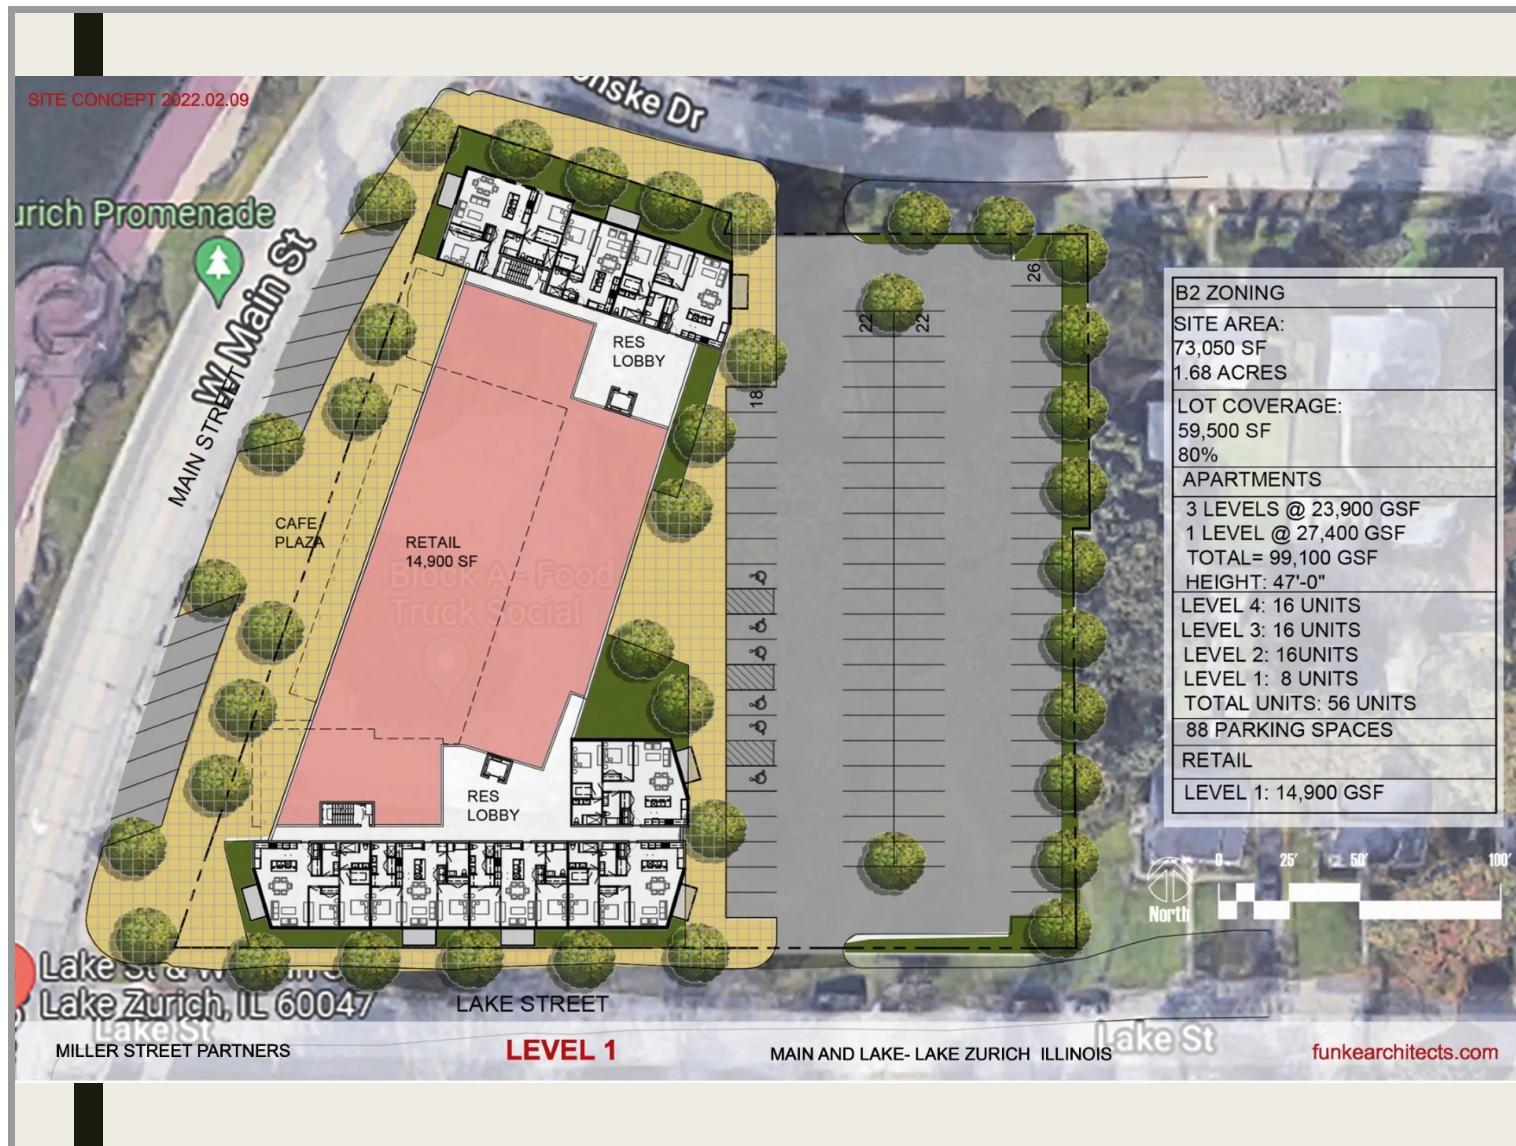 SITE CONCEPT 2022.02.09
onske Dr
urich Promenade
W Main St
MAIN STREET
RES
LOBBY
26
22
22
18
CAFE
PLAZA
RETAIL
14,900 SF
Block A - Food
Truck Social
RES
LOBBY
B2 ZONING
SITE AREA:
73,050 SF
1.68 ACRES
LOT COVERAGE:
59,500 SF
80%
APARTMENTS
3 LEVELS @ 23,900 GSF
1 LEVEL @ 27,400 GSF
TOTAL= 99,100 GSF
HEIGHT: 47'-0"
LEVEL 4: 16 UNITS
LEVEL 3: 16 UNITS
LEVEL 2: 16UNITS
LEVEL 1: 8 UNITS
TOTAL UNITS: 56 UNITS
88 PARKING SPACES
RETAIL
LEVEL 1: 14,900 GSF
0 25' 50' 100'
North
Lake St &
Lake Zurich, IL 60047
LAKE STREET
Lake St
Lake St
MILLER STREET PARTNERS
LEVEL 1
MAIN AND LAKE- LAKE ZURICH ILLINOIS
funkearchitects.com